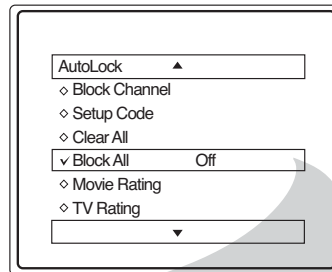 AutoLock ▲
◇ Block Channel
◇ Setup Code
◇ Clear All
✓ Block All Off
◇ Movie Rating
◇ TV Rating
▼